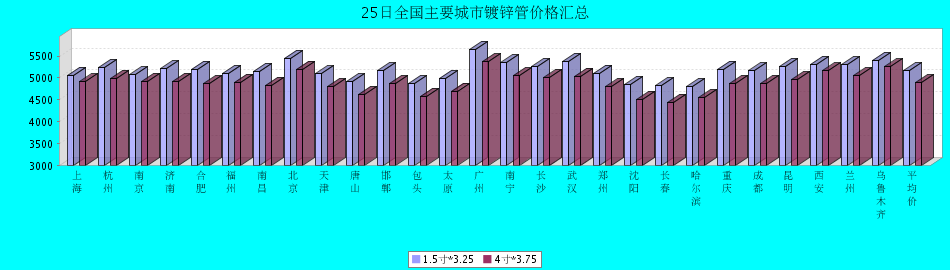 25日全国主要城市镀锌管价格汇总
5500
5000
4500
4000
3500
3000
上海
杭州
南京
济南
合肥
福州
南昌
北京
天津
唐山
邯郸
包头
太原
广州
南宁
长沙
武汉
郑州
沈阳
长春
哈尔滨
重庆
成都
昆明
西安
兰州
乌鲁木齐
平均价
1.5寸*3.25
4寸*3.75